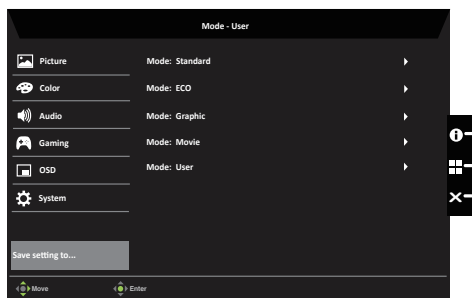 Mode - User
Picture
Mode: Standard
Color
Mode: ECO
Audio
Mode: Graphic
Gaming
Mode: Movie
OSD
Mode: User
System
Save setting to...
Move
Enter